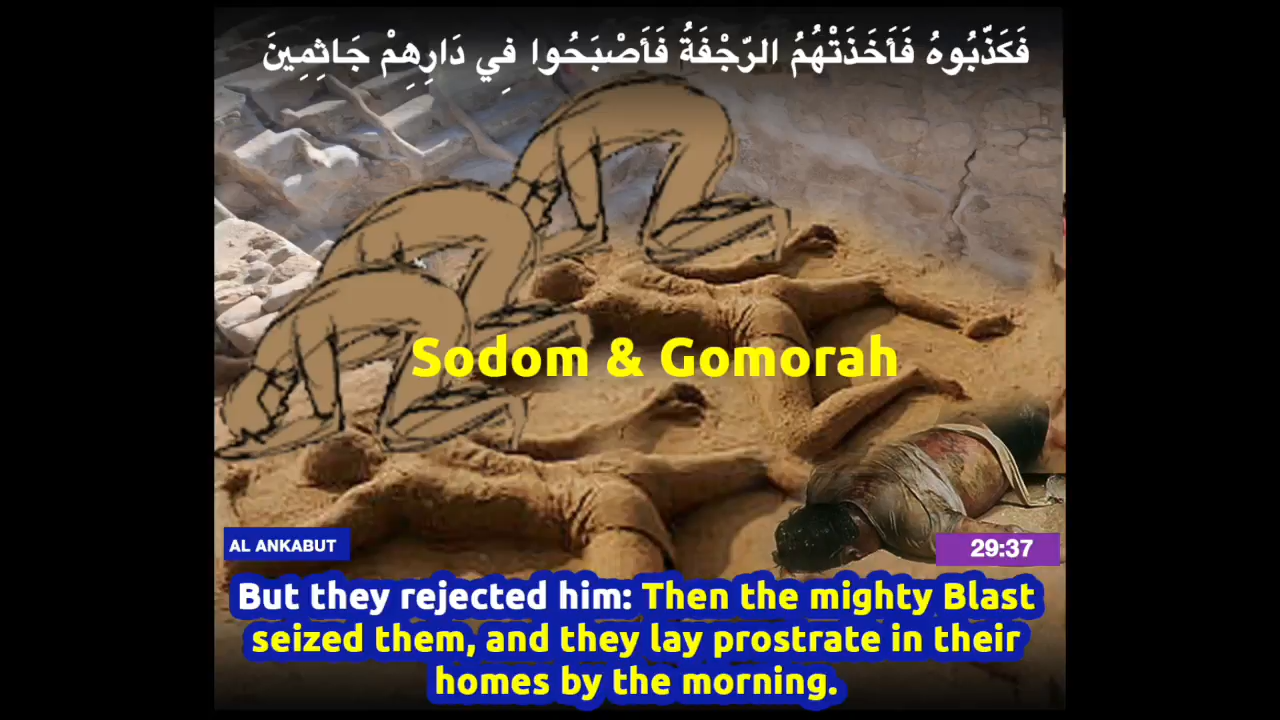 فَكَذَّبُوهُ فَأَخَذَتْهُمُ الرَّجْفَةُ فَأَصْبَحُوا فِي دَارِهِمْ جَاثِمِينَ
Sodom & Gomorah
AL ANKABUT
29:37
But they rejected him: Then the mighty Blast
seized them, and they lay prostrate in their
homes by the morning.